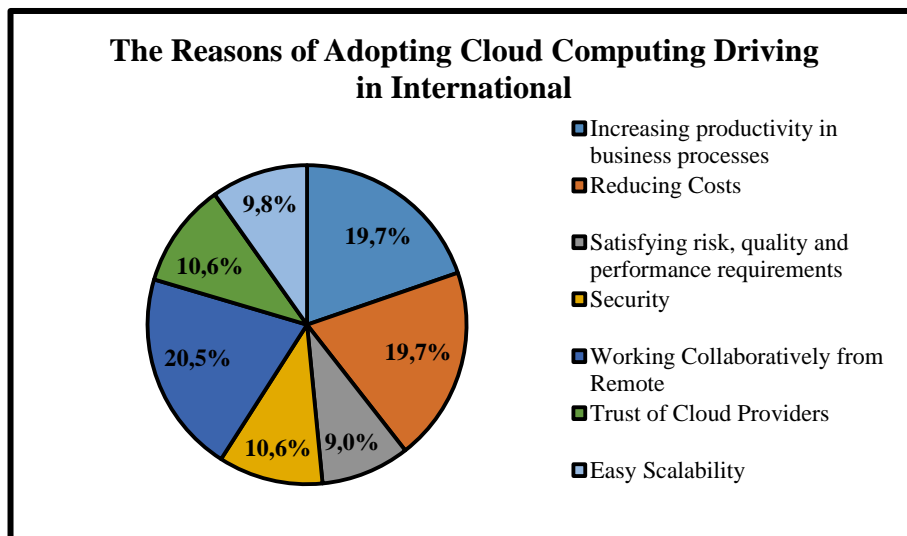 The Reasons of Adopting Cloud Computing Driving
in International
Increasing productivity in
business processes
Reducing Costs
Satisfying risk, quality and
performance requirements
Security
Working Collaboratively from
Remote
Trust of Cloud Providers
Easy Scalability
19,7%
19,7%
9,0%
10,6%
20,5%
10,6%
9,8%